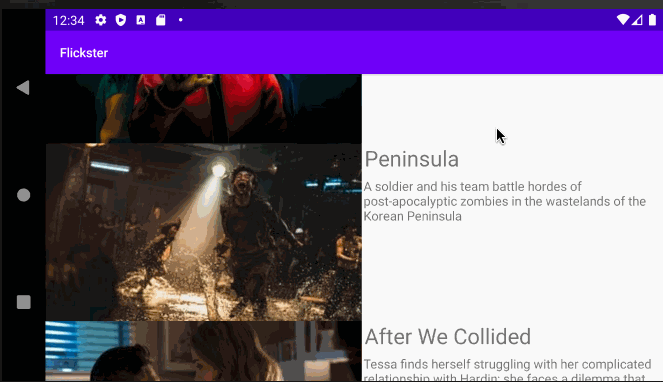 12:34
Flickster
Peninsula
A soldier and his team battle hordes of
post-apocalyptic zombies in the wastelands of the
Korean Peninsula
After We Collided
Tessa finds herself struggling with her complicated
relationship with Hardin; she faces a dilemma that